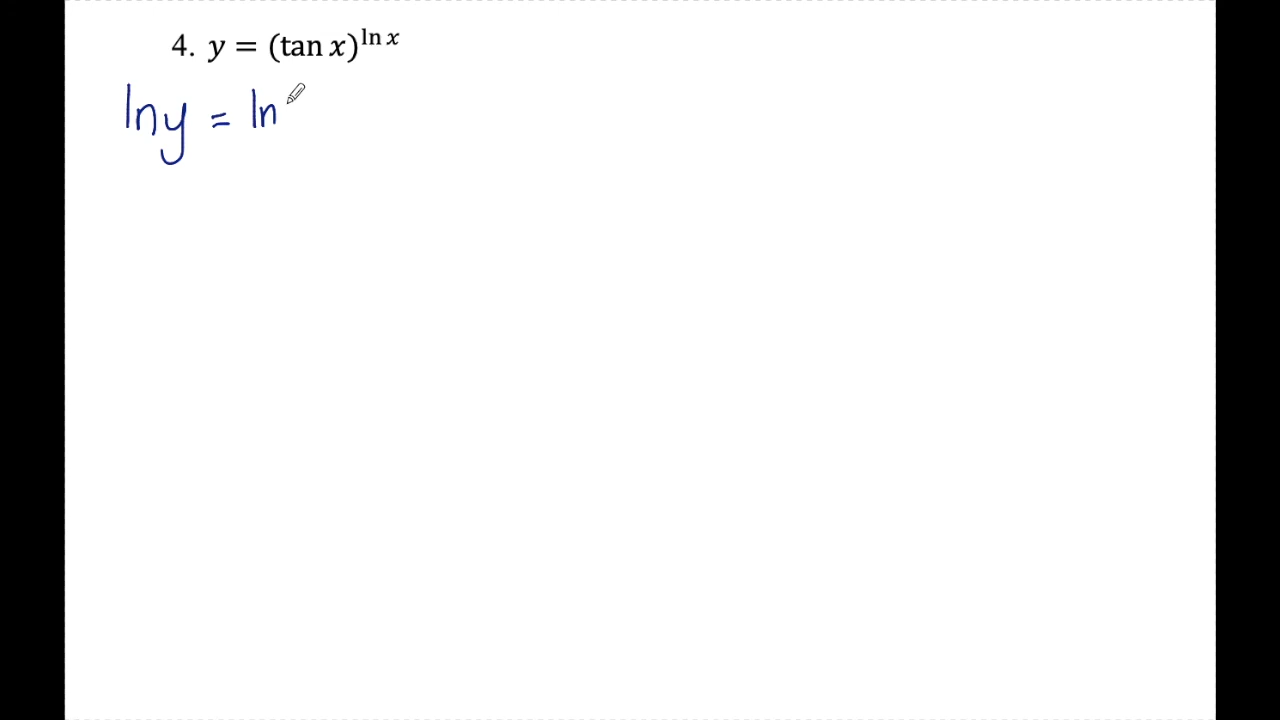 4. y = (tan x)^{ln x}
ln y = ln